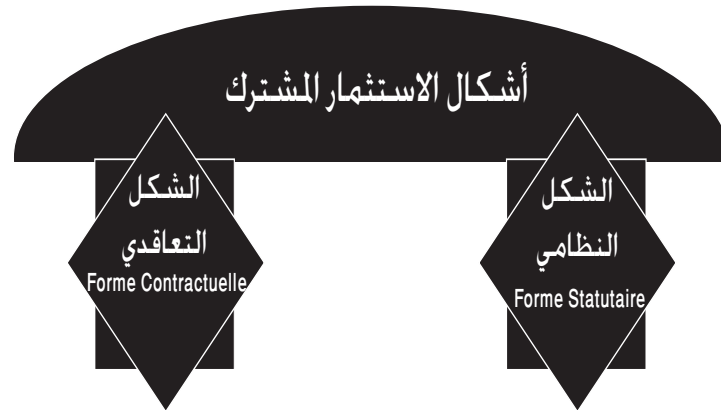 أشكال الاستثمار المشترك
الشكل
النظامي
Forme Statutaire
الشكل
التعاقدي
Forme Contractuelle